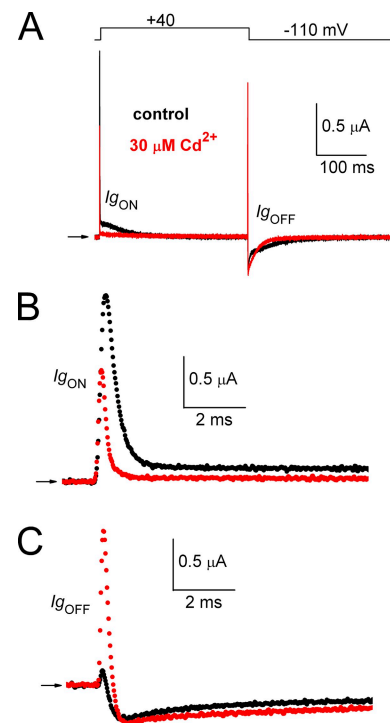 A
+40
-110 mV
control
30 μM Cd2+
0.5 μA
100 ms
IgON
IgOFF
B
IgON
0.5 μA
2 ms
C
IgOFF
0.5 μA
2 ms